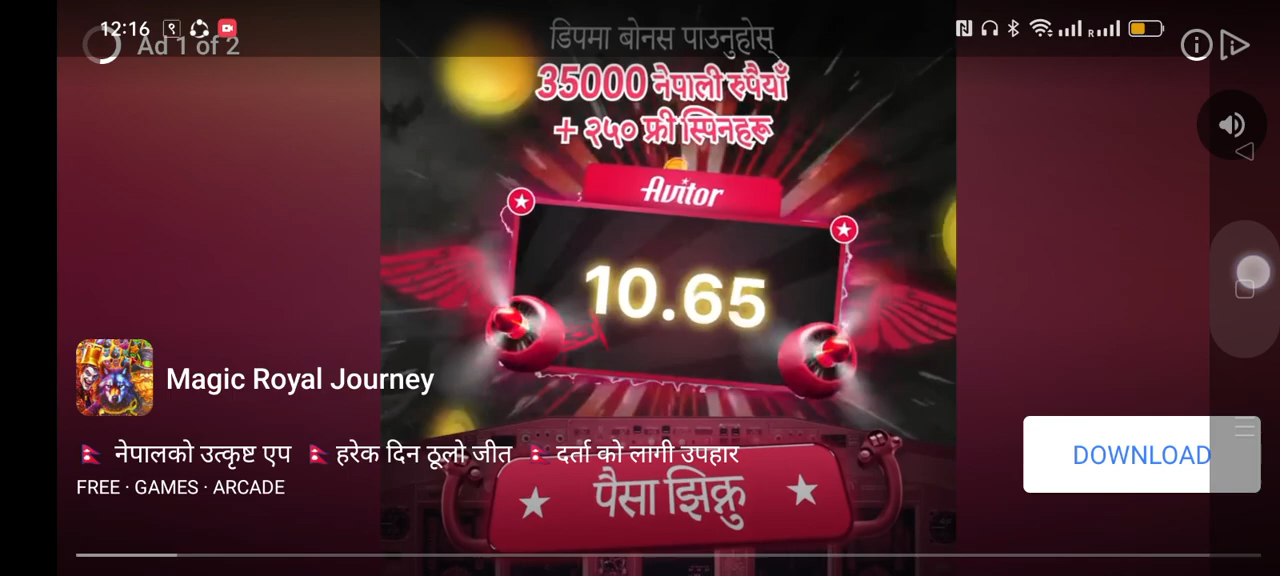 12:16
१
R
Ad 1 of 2
डिपमा बोनस पाउनुहोस्
35000 नेपाली रुपैयाँ
+ २५० फ्री स्पिनहरू
Avitor
10.65
Magic Royal Journey
नेपालको उत्कृष्ट एप हरेक दिन ठूलो जीत दर्ता को लागी उपहार
FREE · GAMES · ARCADE
DOWNLOAD
पैसा झिक्नु